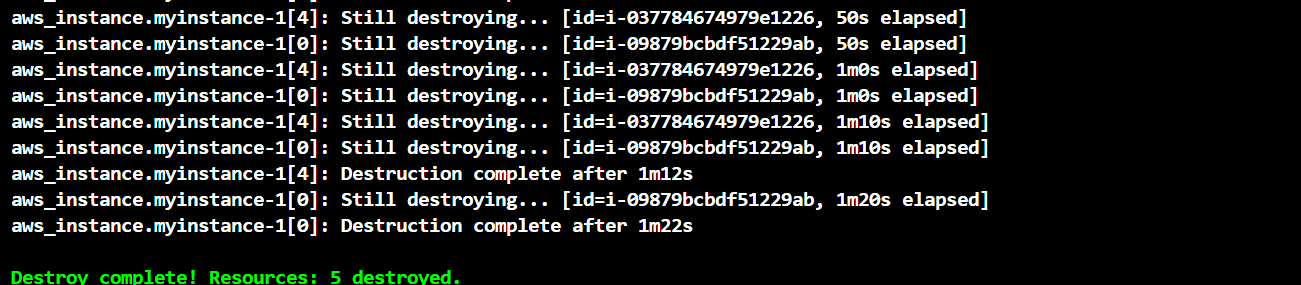 aws_instance.myinstance-1[4]: Still destroying... [id=i-037784674979e1226, 50s elapsed]
aws_instance.myinstance-1[0]: Still destroying... [id=i-09879bcbdf51229ab, 50s elapsed]
aws_instance.myinstance-1[4]: Still destroying... [id=i-037784674979e1226, 1m0s elapsed]
aws_instance.myinstance-1[0]: Still destroying... [id=i-09879bcbdf51229ab, 1m0s elapsed]
aws_instance.myinstance-1[4]: Still destroying... [id=i-037784674979e1226, 1m10s elapsed]
aws_instance.myinstance-1[0]: Still destroying... [id=i-09879bcbdf51229ab, 1m10s elapsed]
aws_instance.myinstance-1[4]: Destruction complete after 1m12s
aws_instance.myinstance-1[0]: Still destroying... [id=i-09879bcbdf51229ab, 1m20s elapsed]
aws_instance.myinstance-1[0]: Destruction complete after 1m22s
Destroy complete! Resources: 5 destroyed.